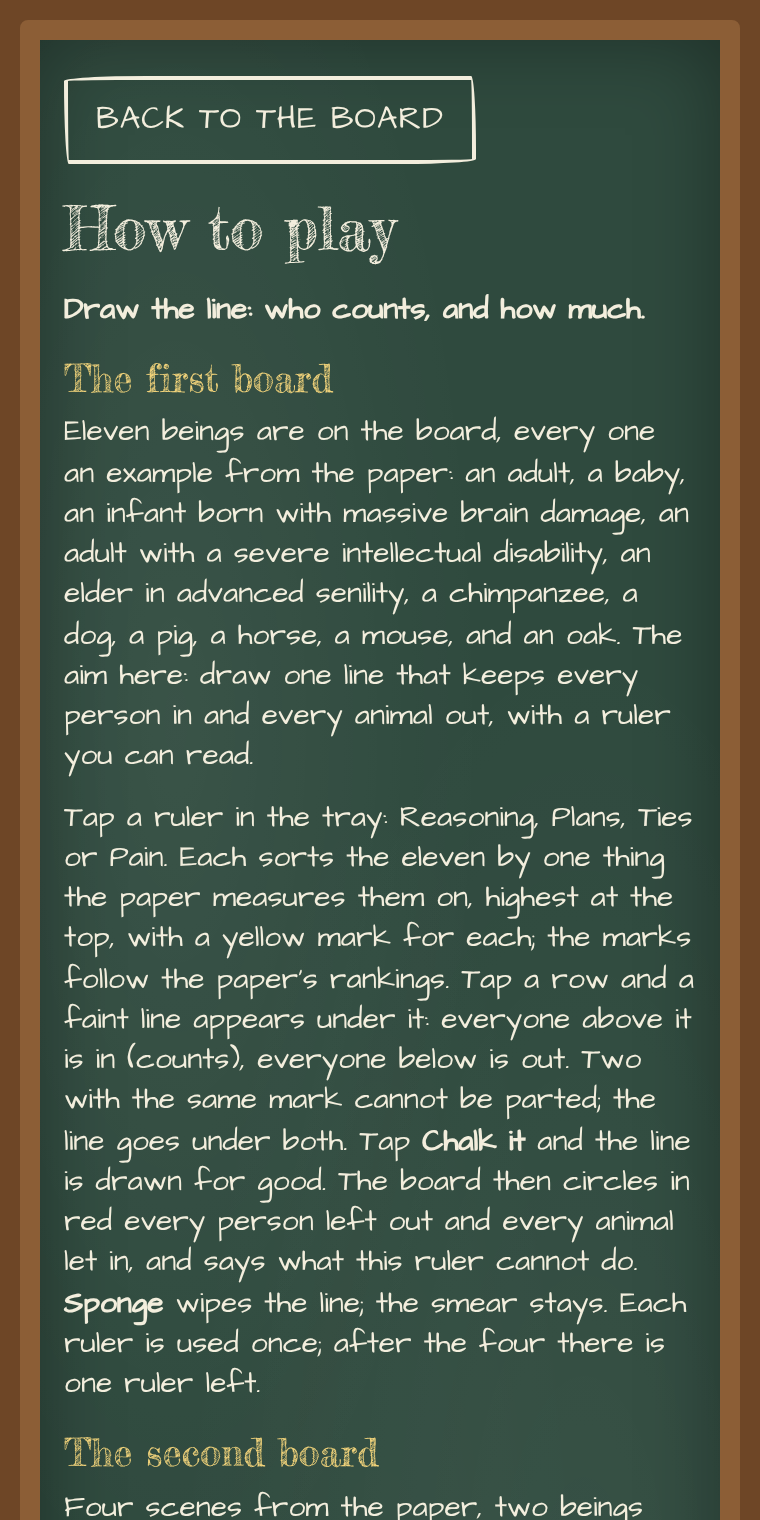 BACK TO THE BOARD
How to play
Draw the line: who counts, and how much.
The first board
Eleven beings are on the board, every one
an example from the paper: an adult, a baby,
an infant born with massive brain damage, an
adult with a severe intellectual disability, an
elder in advanced senility, a chimpanzee, a
dog, a pig, a horse, a mouse, and an oak. The
aim here: draw one line that keeps every
person in and every animal out, with a ruler
you can read.
Tap a ruler in the tray: Reasoning, Plans, Ties
or Pain. Each sorts the eleven by one thing
the paper measures them on, highest at the
top, with a yellow mark for each; the marks
follow the paper's rankings. Tap a row and a
faint line appears under it: everyone above it
is in (counts), everyone below is out. Two
with the same mark cannot be parted; the
line goes under both. Tap Chalk it and the line
is drawn for good. The board then circles in
red every person left out and every animal
let in, and says what this ruler cannot do.
Sponge wipes the line; the smear stays. Each
ruler is used once; after the four there is
one ruler left.
The second board
Four scenes from the paper, two beings